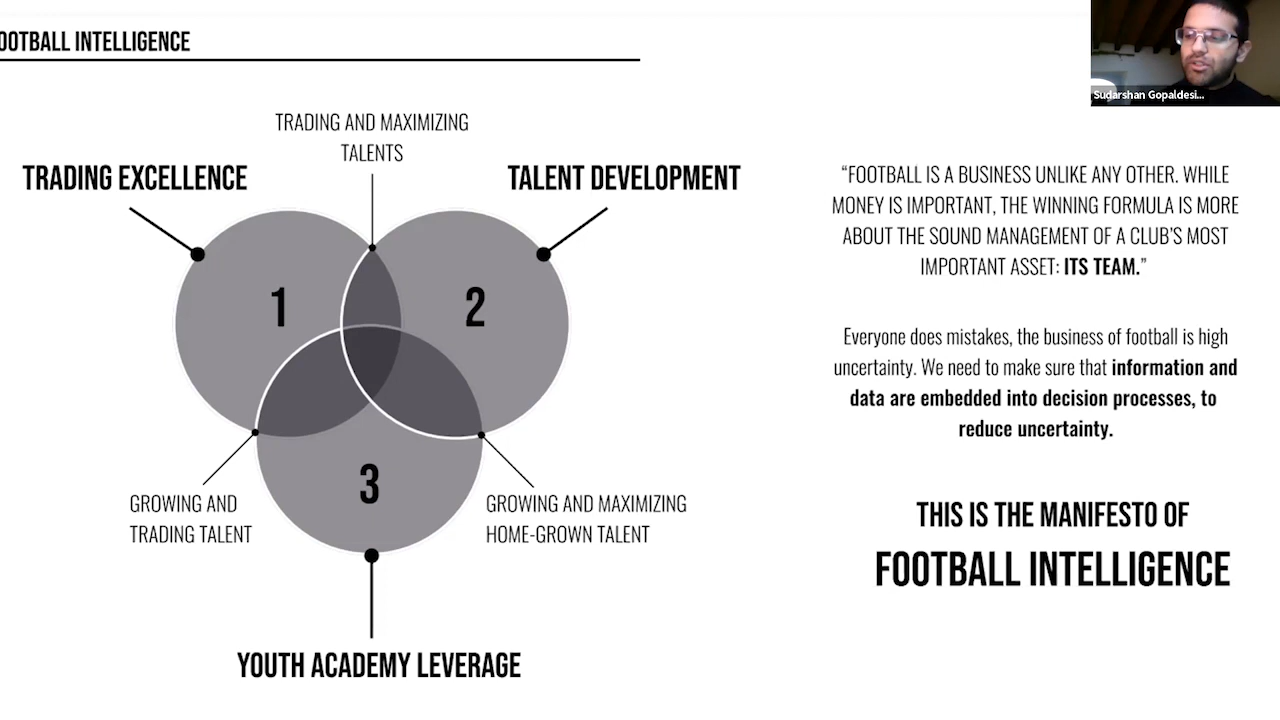 OOTBALL INTELLIGENCE
Sudarshan Gopaldesi...
TRADING AND MAXIMIZING
TALENTS
TRADING EXCELLENCE
TALENT DEVELOPMENT
1
2
3
GROWING AND
TRADING TALENT
GROWING AND MAXIMIZING
HOME-GROWN TALENT
YOUTH ACADEMY LEVERAGE
“FOOTBALL IS A BUSINESS UNLIKE ANY OTHER. WHILE
MONEY IS IMPORTANT, THE WINNING FORMULA IS MORE
ABOUT THE SOUND MANAGEMENT OF A CLUB’S MOST
IMPORTANT ASSET: ITS TEAM.”
Everyone does mistakes, the business of football is high
uncertainty. We need to make sure that information and
data are embedded into decision processes, to
reduce uncertainty.
THIS IS THE MANIFESTO OF
FOOTBALL INTELLIGENCE